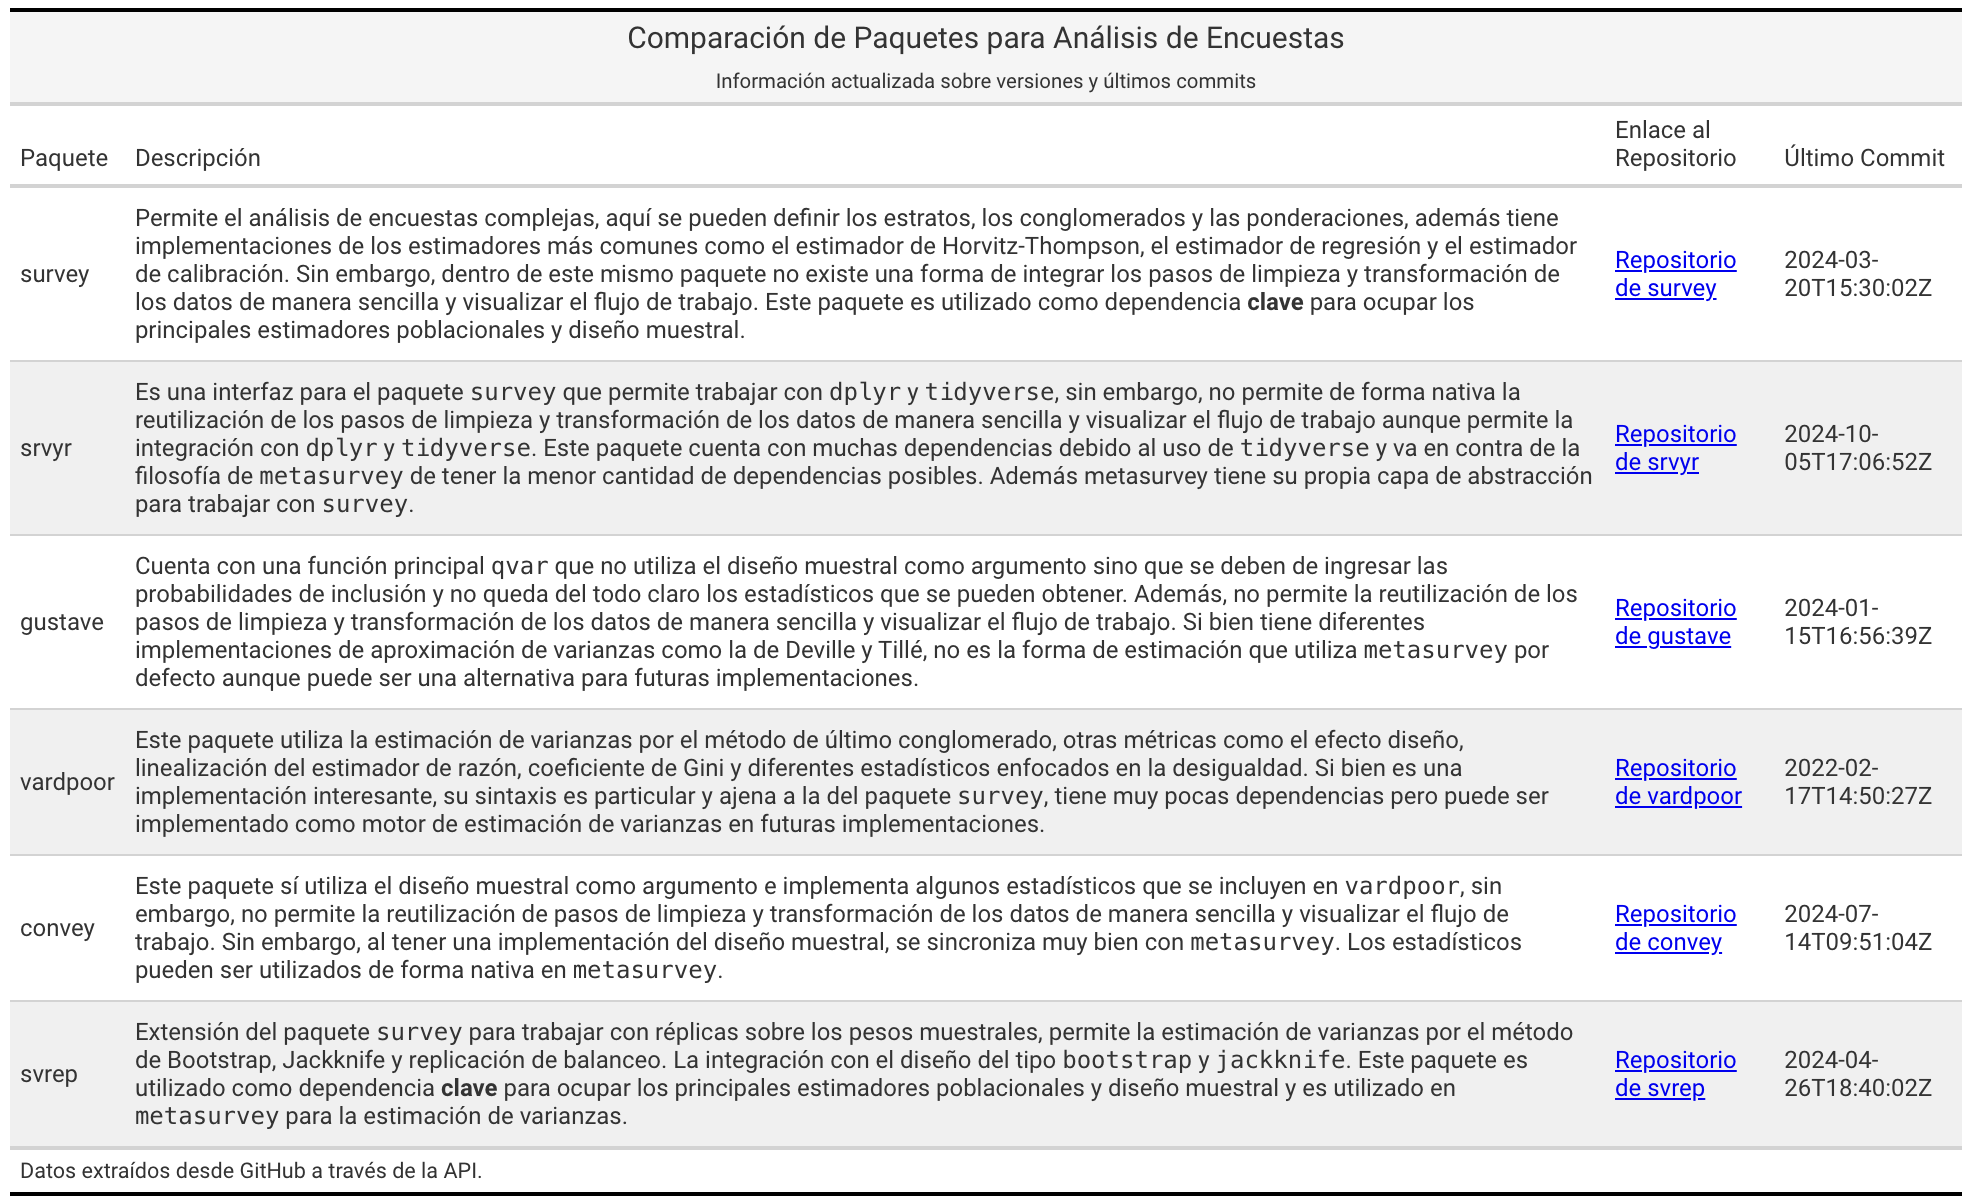 Comparación de Paquetes para Análisis de Encuestas
Información actualizada sobre versiones y últimos commits
Paquete
Descripción
Enlace al
Repositorio
Último Commit
survey
Permite el análisis de encuestas complejas, aquí se pueden definir los estratos, los conglomerados y las ponderaciones, además tiene
implementaciones de los estimadores más comunes como el estimador de Horvitz-Thompson, el estimador de regresión y el estimador
de calibración. Sin embargo, dentro de este mismo paquete no existe una forma de integrar los pasos de limpieza y transformación de
los datos de manera sencilla y visualizar el flujo de trabajo. Este paquete es utilizado como dependencia clave para ocupar los
principales estimadores poblacionales y diseño muestral.
Repositorio
de survey
2024-03-
20T15:30:02Z
srvyr
Es una interfaz para el paquete survey que permite trabajar con dplyr y tidyverse, sin embargo, no permite de forma nativa la
reutilización de los pasos de limpieza y transformación de los datos de manera sencilla y visualizar el flujo de trabajo aunque permite la
integración con dplyr y tidyverse. Este paquete cuenta con muchas dependencias debido al uso de tidyverse y va en contra de la
filosofía de metasurvey de tener la menor cantidad de dependencias posibles. Además metasurvey tiene su propia capa de abstracción
para trabajar con survey.
Repositorio
de srvyr
2024-10-
05T17:06:52Z
gustave
Cuenta con una función principal qvar que no utiliza el diseño muestral como argumento sino que se deben de ingresar las
probabilidades de inclusión y no queda del todo claro los estadísticos que se pueden obtener. Además, no permite la reutilización de los
pasos de limpieza y transformación de los datos de manera sencilla y visualizar el flujo de trabajo. Si bien tiene diferentes
implementaciones de aproximación de varianzas como la de Deville y Tillé, no es la forma de estimación que utiliza metasurvey por
defecto aunque puede ser una alternativa para futuras implementaciones.
Repositorio
de gustave
2024-01-
15T16:56:39Z
vardpoor
Este paquete utiliza la estimación de varianzas por el método de último conglomerado, otras métricas como el efecto diseño,
linealización del estimador de razón, coeficiente de Gini y diferentes estadísticos enfocados en la desigualdad. Si bien es una
implementación interesante, su sintaxis es particular y ajena a la del paquete survey, tiene muy pocas dependencias pero puede ser
implementado como motor de estimación de varianzas en futuras implementaciones.
Repositorio
de vardpoor
2022-02-
17T14:50:27Z
convey
Este paquete sí utiliza el diseño muestral como argumento e implementa algunos estadísticos que se incluyen en vardpoor, sin
embargo, no permite la reutilización de pasos de limpieza y transformación de los datos de manera sencilla y visualizar el flujo de
trabajo. Sin embargo, al tener una implementación del diseño muestral, se sincroniza muy bien con metasurvey. Los estadísticos
pueden ser utilizados de forma nativa en metasurvey.
Repositorio
de convey
2024-07-
14T09:51:04Z
svrep
Extensión del paquete survey para trabajar con réplicas sobre los pesos muestrales, permite la estimación de varianzas por el método
de Bootstrap, Jackknife y replicación de balanceo. La integración con el diseño del tipo bootstrap y jackknife. Este paquete es
utilizado como dependencia clave para ocupar los principales estimadores poblacionales y diseño muestral y es utilizado en
metasurvey para la estimación de varianzas.
Repositorio
de svrep
2024-04-
26T18:40:02Z
Datos extraídos desde GitHub a través de la API.